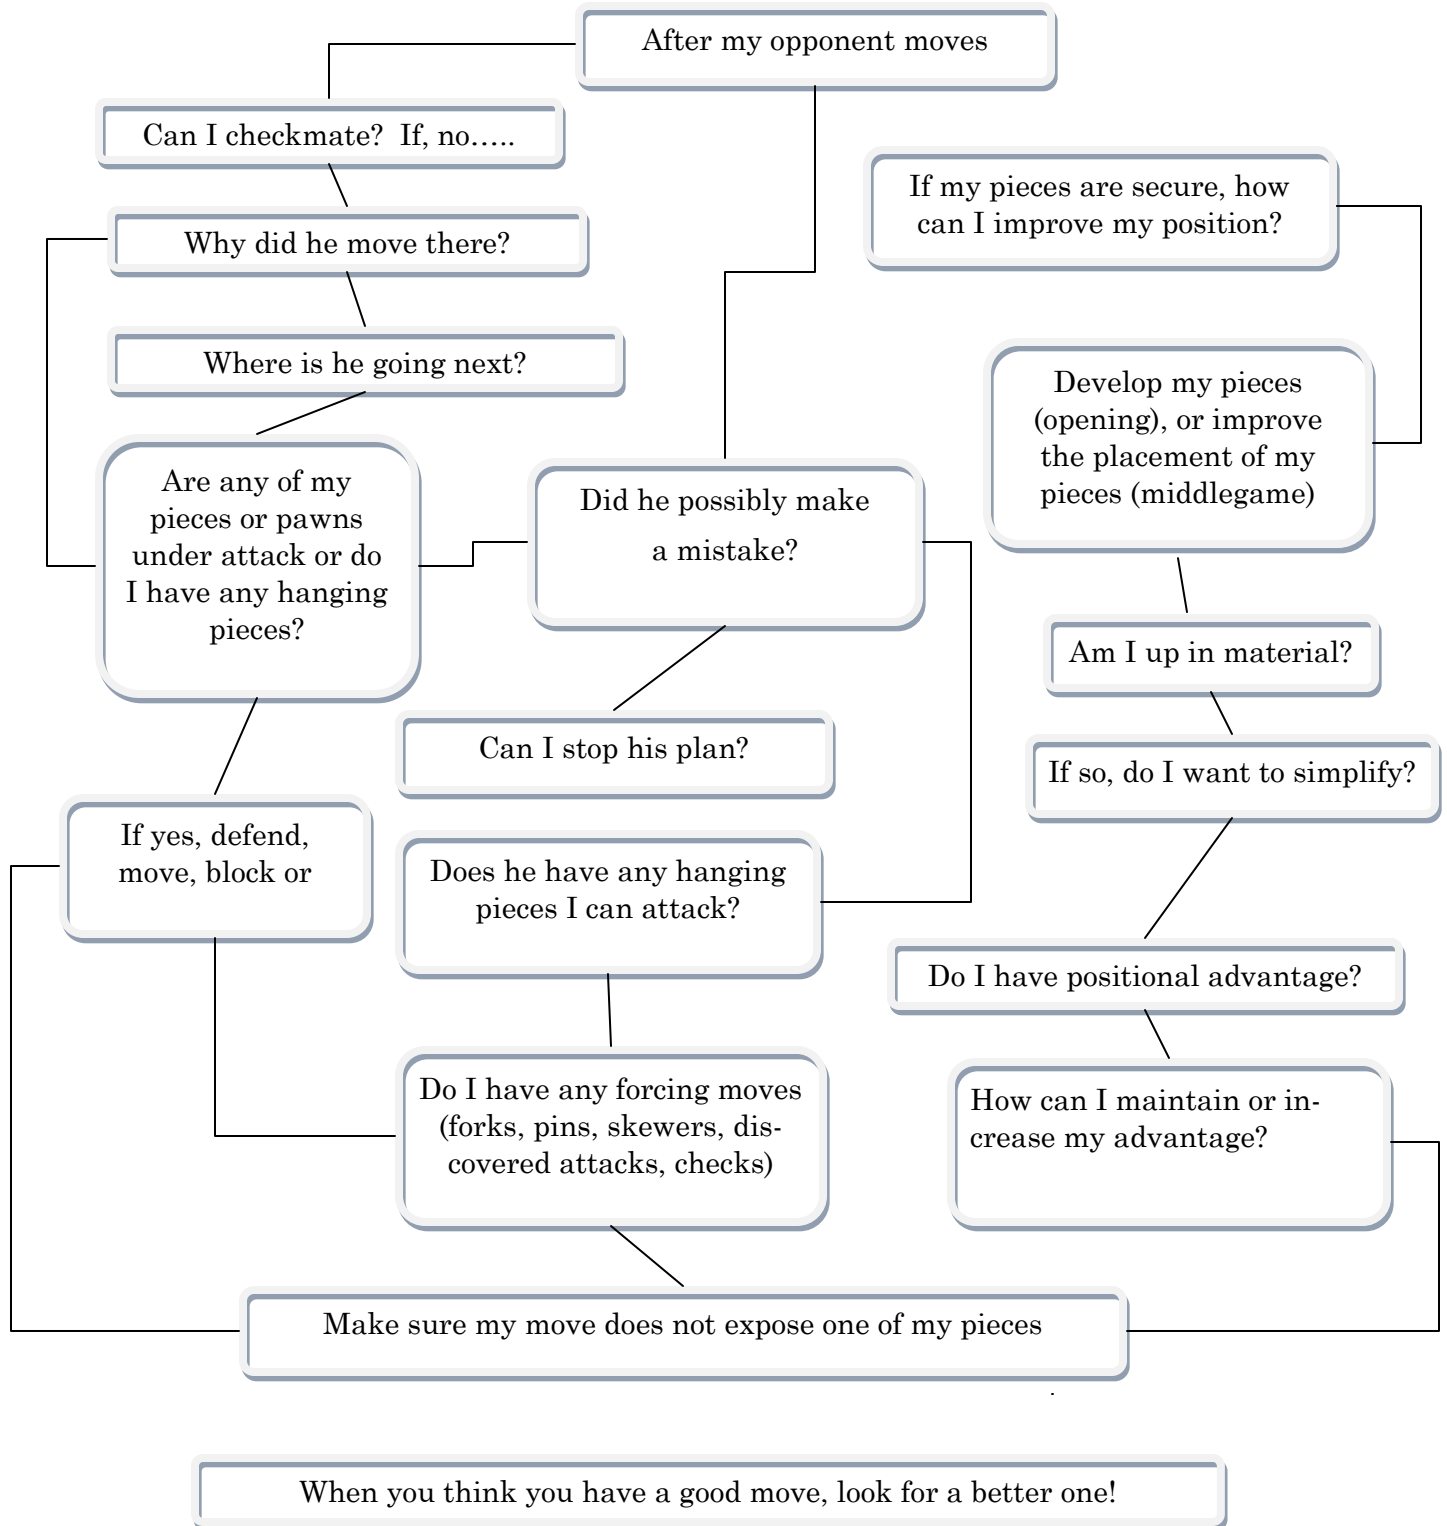 After my opponent moves
Can I checkmate?  If, no…..
Why did he move there?
Where is he going next?
Are any of my
pieces or pawns
under attack or do
I have any hanging
pieces?
If yes, defend,
move, block or
Did he possibly make
a mistake?
Can I stop his plan?
Does he have any hanging
pieces I can attack?
Do I have any forcing moves
(forks, pins, skewers, dis-
covered attacks, checks)
If my pieces are secure, how
can I improve my position?
Develop my pieces
(opening), or improve
the placement of my
pieces (middlegame)
Am I up in material?
If so, do I want to simplify?
Do I have positional advantage?
How can I maintain or in-
crease my advantage?
Make sure my move does not expose one of my pieces
.
When you think you have a good move, look for a better one!